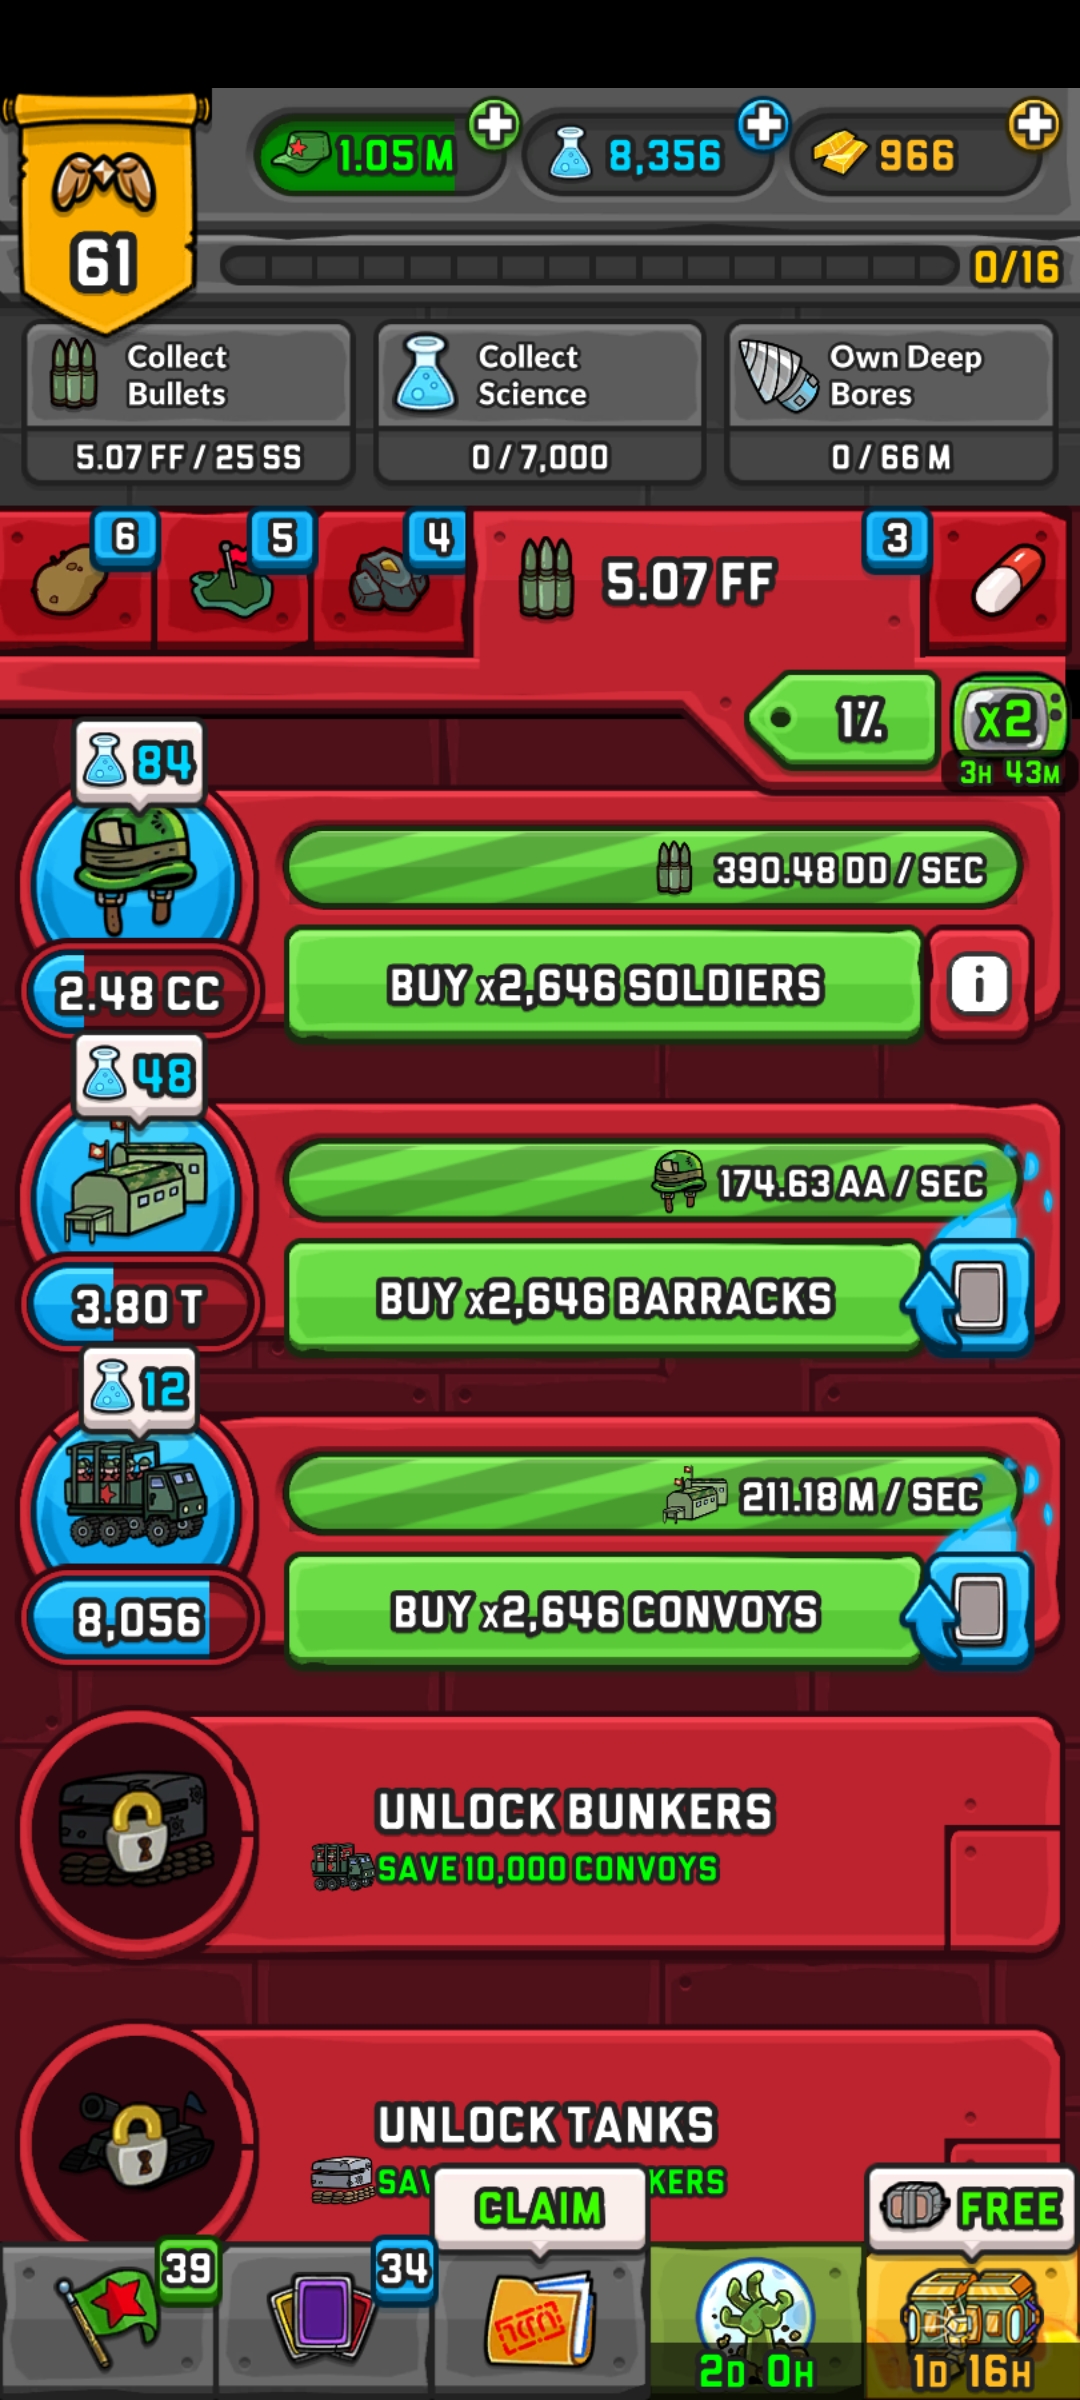 61
1.05 M
8,356
966
0/16
Collect
Bullets
5.07 FF / 25 SS
Collect
Science
0 / 7,000
Own Deep
Bores
0 / 66 M
6
5
4
5.07 FF
3
1%
x2
3H 43M
84
390.48 DD / SEC
2.48 CC
BUY x2,646 SOLDIERS
i
48
174.63 AA / SEC
3.80 T
BUY x2,646 BARRACKS
12
211.18 M / SEC
8,056
BUY x2,646 CONVOYS
UNLOCK BUNKERS
SAVE 10,000 CONVOYS
UNLOCK TANKS
CLAIM
FREE
39
34
2D 0H
1D 16H